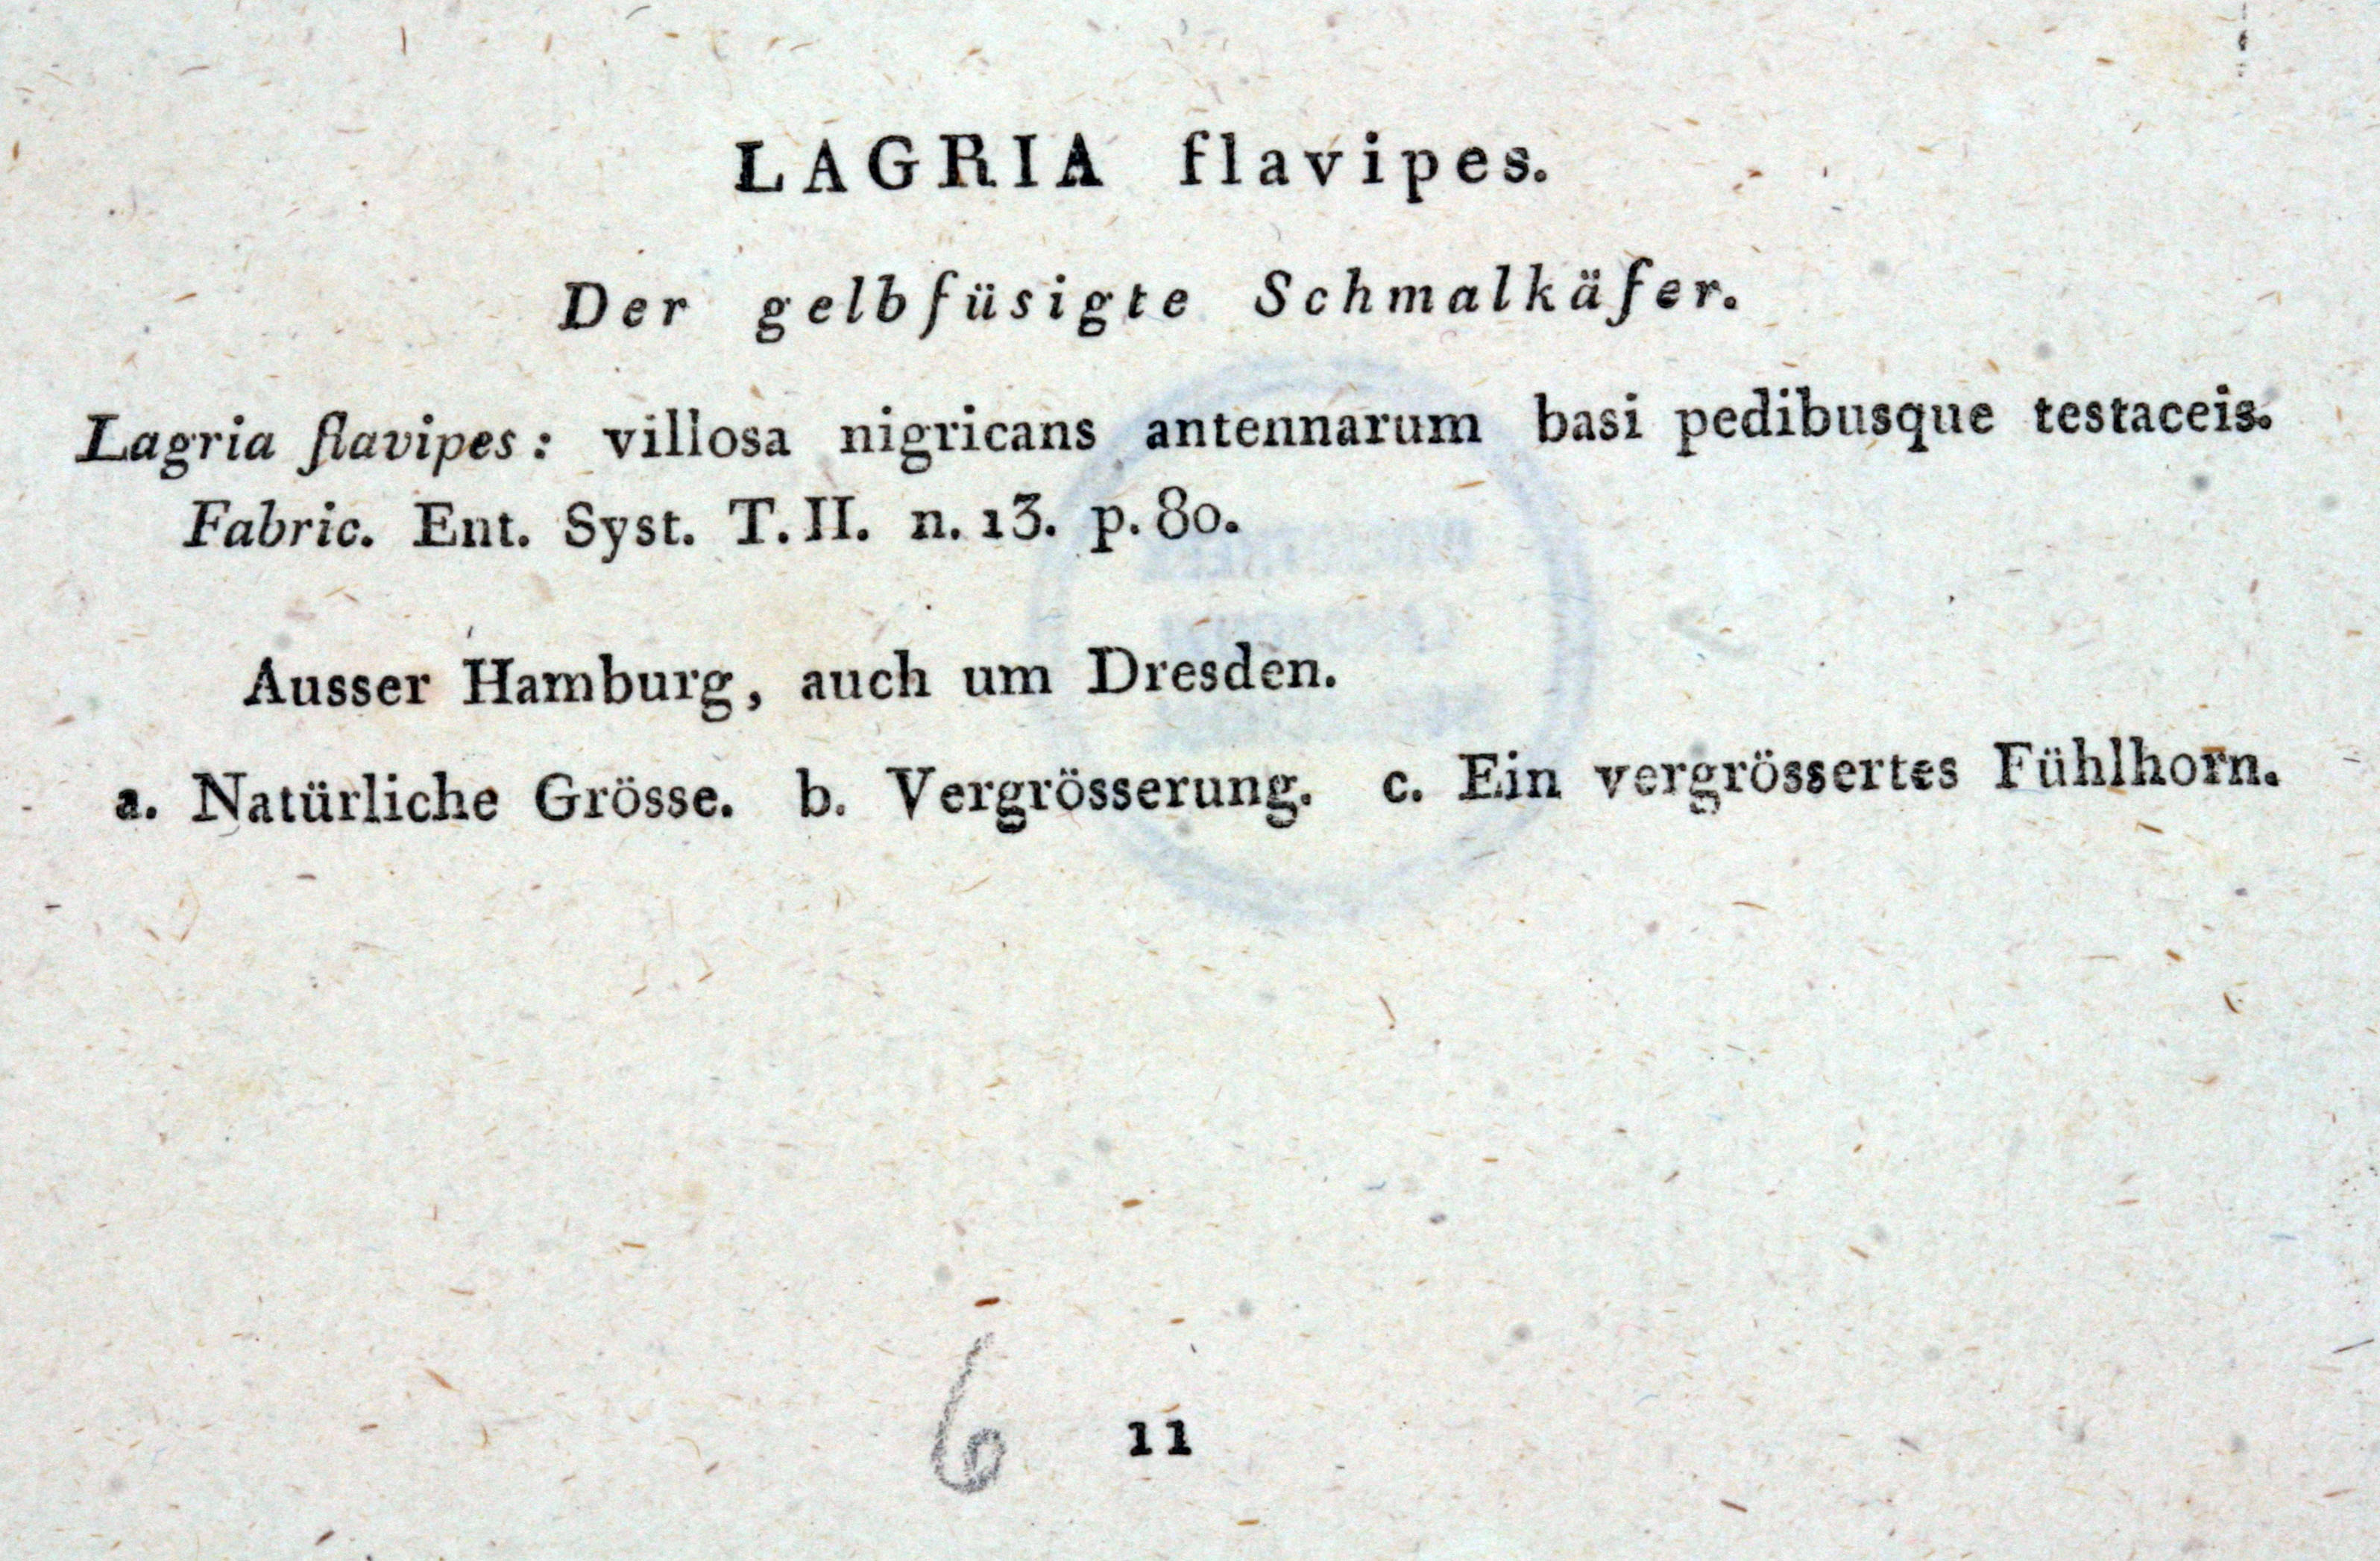 LAGRIA flavipes.
Der gelbfüsigte Schmalkäfer.
Lagria flavipes: villosa nigricans antennarum basi pedibusque testaceis.
Fabric. Ent. Syst. T. II. n. 13. p. 80.
Ausser Hamburg, auch um Dresden.
a. Natürliche Grösse. b. Vergrösserung. c. Ein vergrössertes Fühlhorn.
6 11